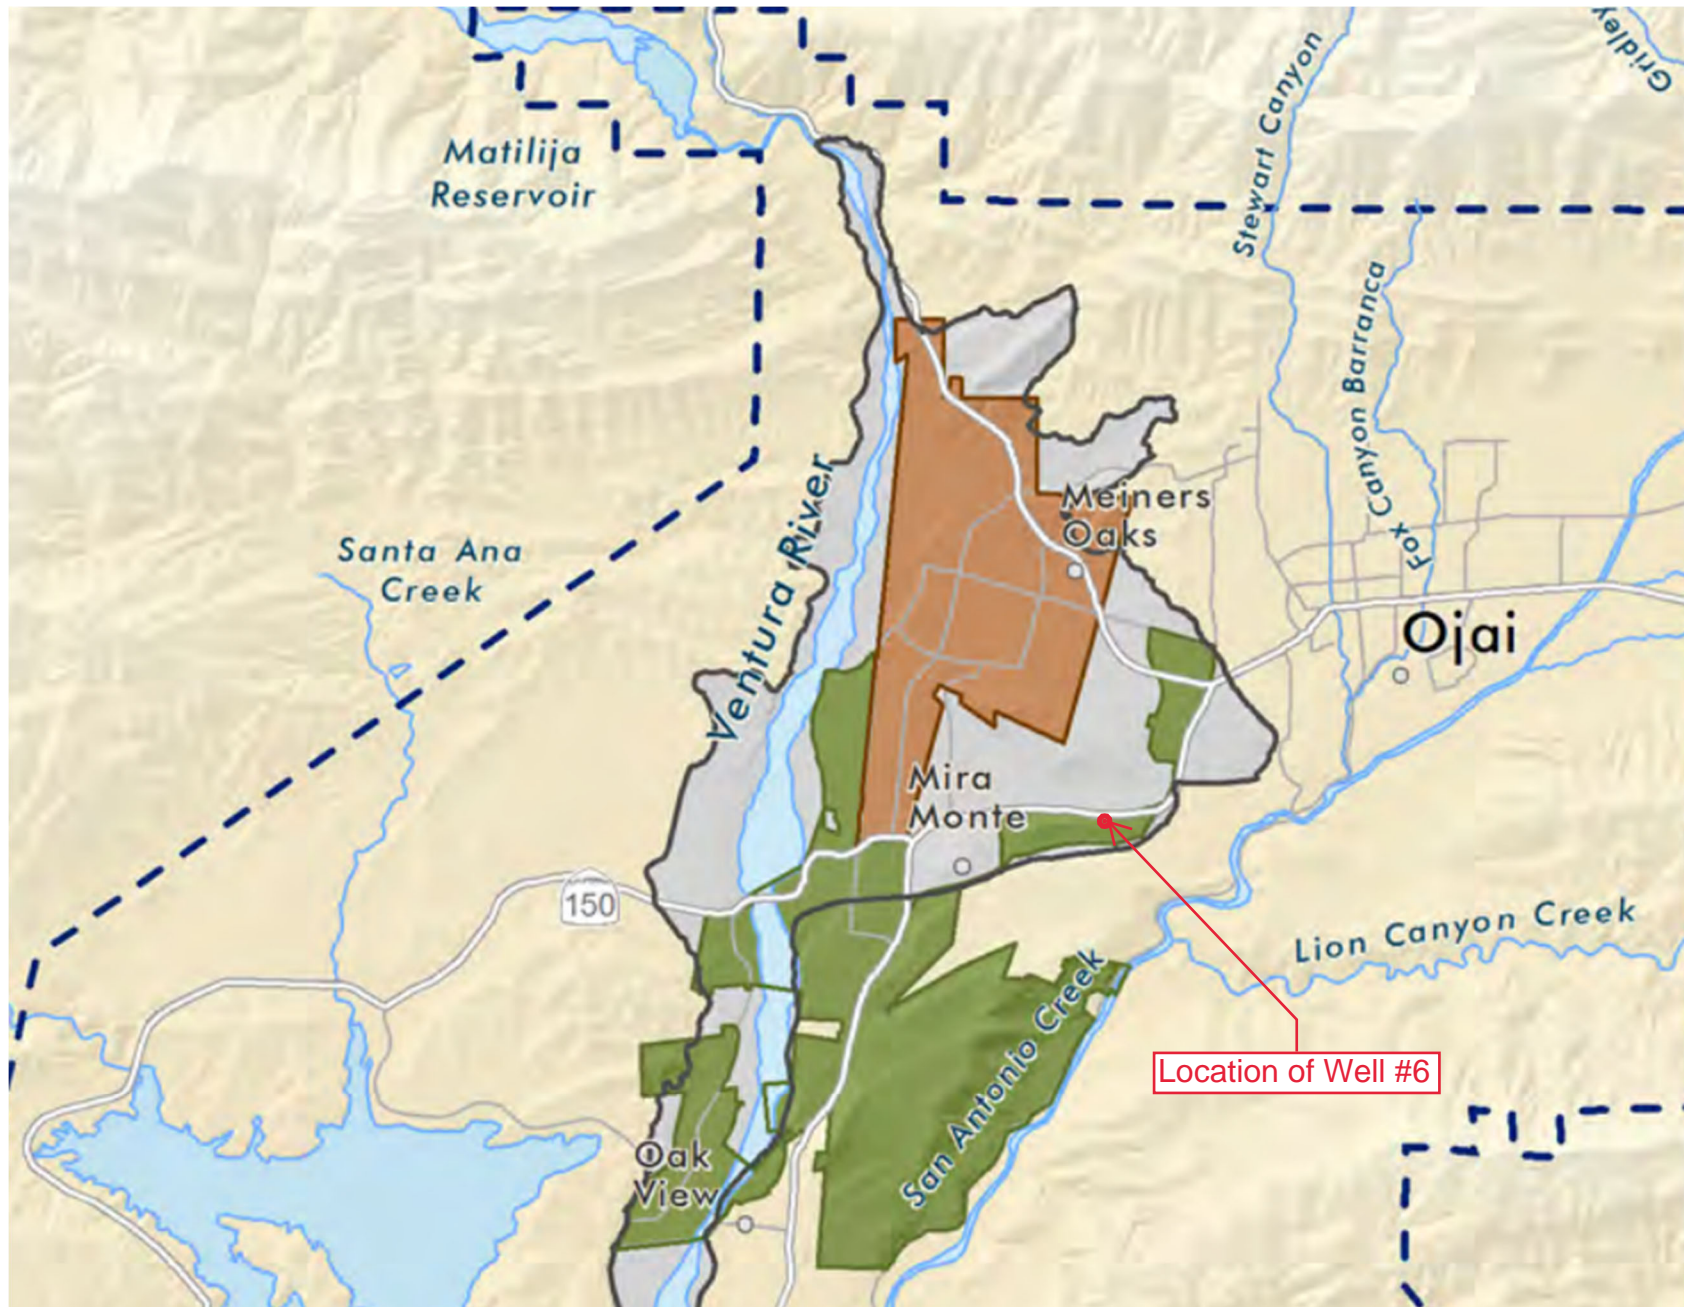 Gridley
Stewart Canyon
Matilija
Reservoir
Fox Canyon Barranca
Ventura River
Meiners
Oaks
Santa Ana
Creek
Ojai
Mira
Monte
150
Lion Canyon Creek
San Antonio Creek
Location of Well #6
Oak
View